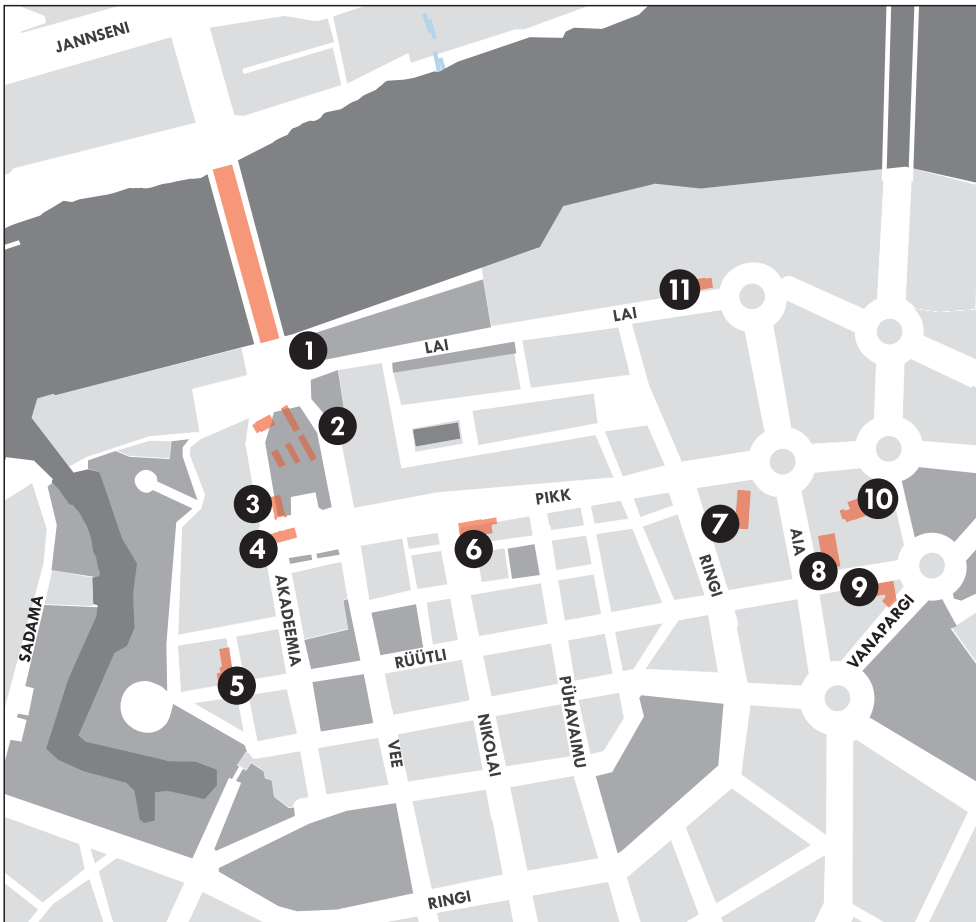 JANNSENI
11
LAI
1
LAI
2
PIKK
3
10
7
6
4
AIA
8
RINGI
9
AKADEEMIA
SADAMA
VANAPARGI
RÜÜTLI
5
PÜHAVAIMU
NIKOLAI
VEE
RINGI